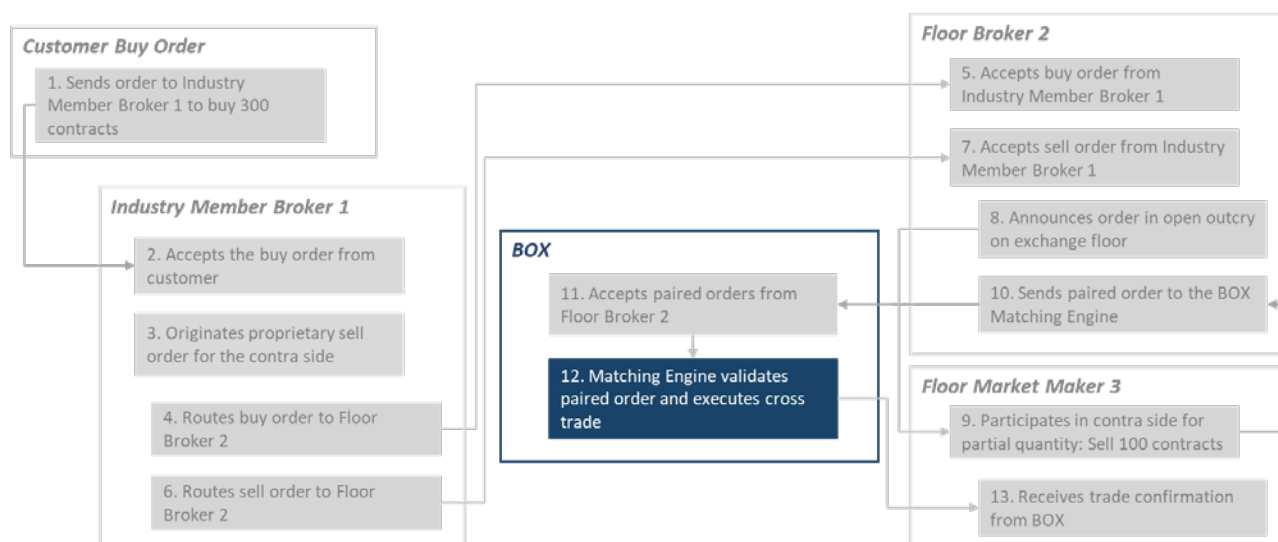 Customer Buy Order
1. Sends order to Industry
Member Broker 1 to buy 300
contracts
Industry Member Broker 1
2. Accepts the buy order from
customer
3. Originates proprietary sell
order for the contra side
4. Routes buy order to Floor
Broker 2
6. Routes sell order to Floor
Broker 2
BOX
11. Accepts paired orders from
Floor Broker 2
12. Matching Engine validates
paired order and executes cross
trade
Floor Broker 2
5. Accepts buy order from
Industry Member Broker 1
7. Accepts sell order from Industry
Member Broker 1
8. Announces order in open outcry
on exchange floor
10. Sends paired order to the BOX
Matching Engine
Floor Market Maker 3
9. Participates in contra side for
partial quantity: Sell 100 contracts
13. Receives trade confirmation
from BOX